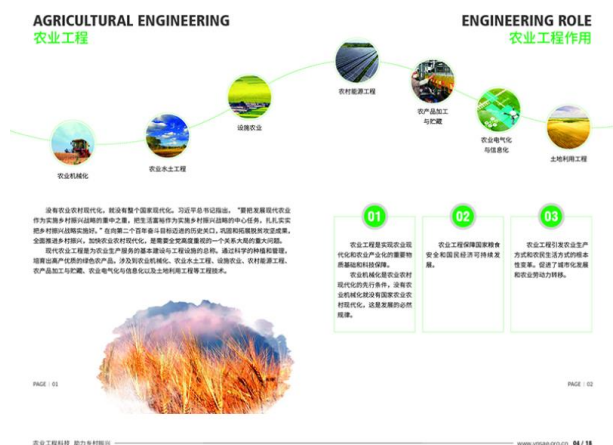 AGRICULTURAL ENGINEERING
农业工程
ENGINEERING ROLE
农业工程作用
农业机械化
农业水土工程
设施农业
农村能源工程
农产品加工
与贮藏
农业电气化
与信息化
土地利用工程
没有农业农村现代化，就没有整个国家现代化。习近平总书记指出，“要把发展现代农业
作为实施乡村振兴战略的重中之重，把生活富裕作为实施乡村振兴战略的中心任务，扎扎实实
把乡村振兴战略实施好。”在向第二个百年奋斗目标迈进的历史关口，巩固和拓展脱贫攻坚成果，
全面推进乡村振兴，加快农业农村现代化，是需要全党高度重视的一个关系大局的重大问题。
现代农业工程是为农业生产服务的基本建设与工程设施的总称。通过科学的种植和管理，
培育出高产优质的绿色农产品。涉及到农业机械化、农业水土工程、设施农业、农村能源工程、
农产品加工与贮藏、农业电气化与信息化以及土地利用工程等工程技术。
01
农业工程是实现农业现
代化和农业产业化的重要物
质基础和科技保障。
农业机械化是农业农村
现代化的先行条件，没有农
业机械化就没有国家农业农
村现代化，这是发展的必然
规律。
02
农业工程保障国家粮食
安全和国民经济可持续发
展。
03
农业工程引发农业生产
方式和农民生活方式的根本
性变革。促进了城市化发展
和农业劳动力转移。
PAGE | 01
PAGE | 02
农业工程科技 助力乡村振兴
04 / 18